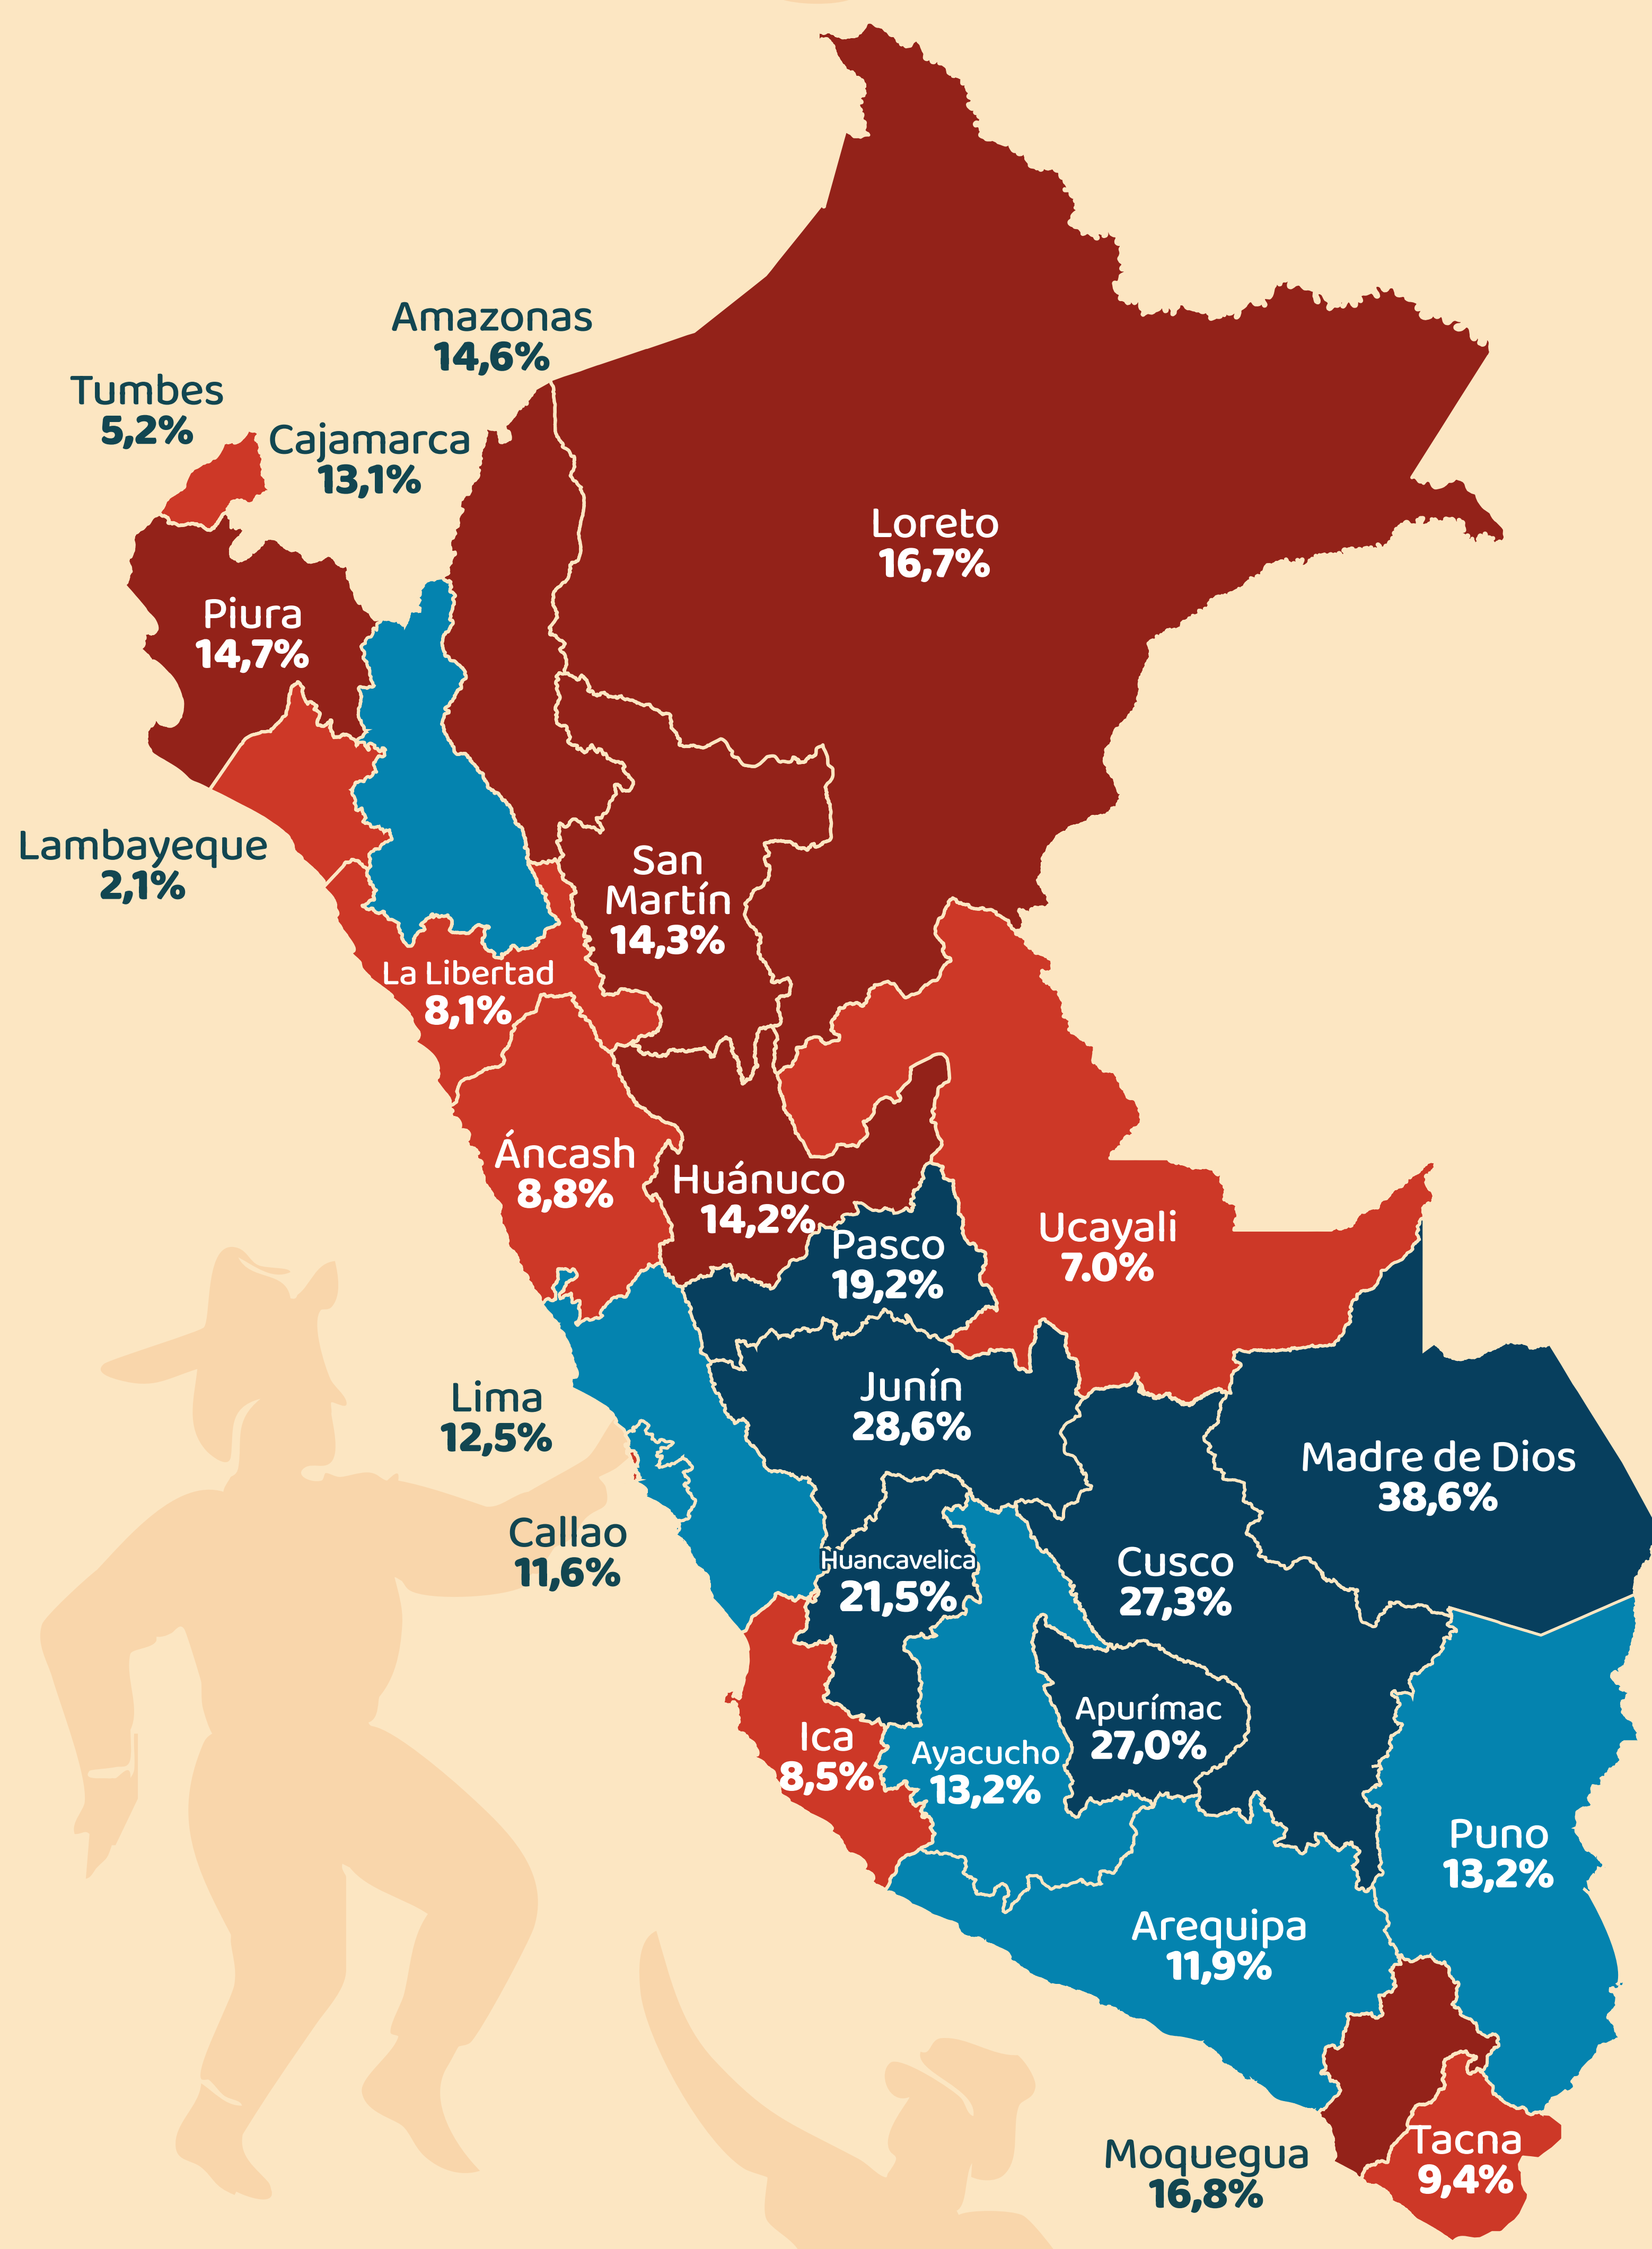 Amazonas
14,6%
Tumbes
5,2%
Cajamarca
13,1%
Loreto
16,7%
Piura
14,7%
Lambayeque
2,1%
San
Martín
14,3%
La Libertad
8,1%
Áncash
8,8%
Huánuco
14,2%
Pasco
19,2%
Ucayali
7.0%
Lima
12,5%
Junín
28,6%
Madre de Dios
38,6%
Callao
11,6%
Huancavelica
21,5%
Cusco
27,3%
Ica
8,5%
Ayacucho
13,2%
Apurímac
27,0%
Puno
13,2%
Arequipa
11,9%
Moquegua
16,8%
Tacna
9,4%